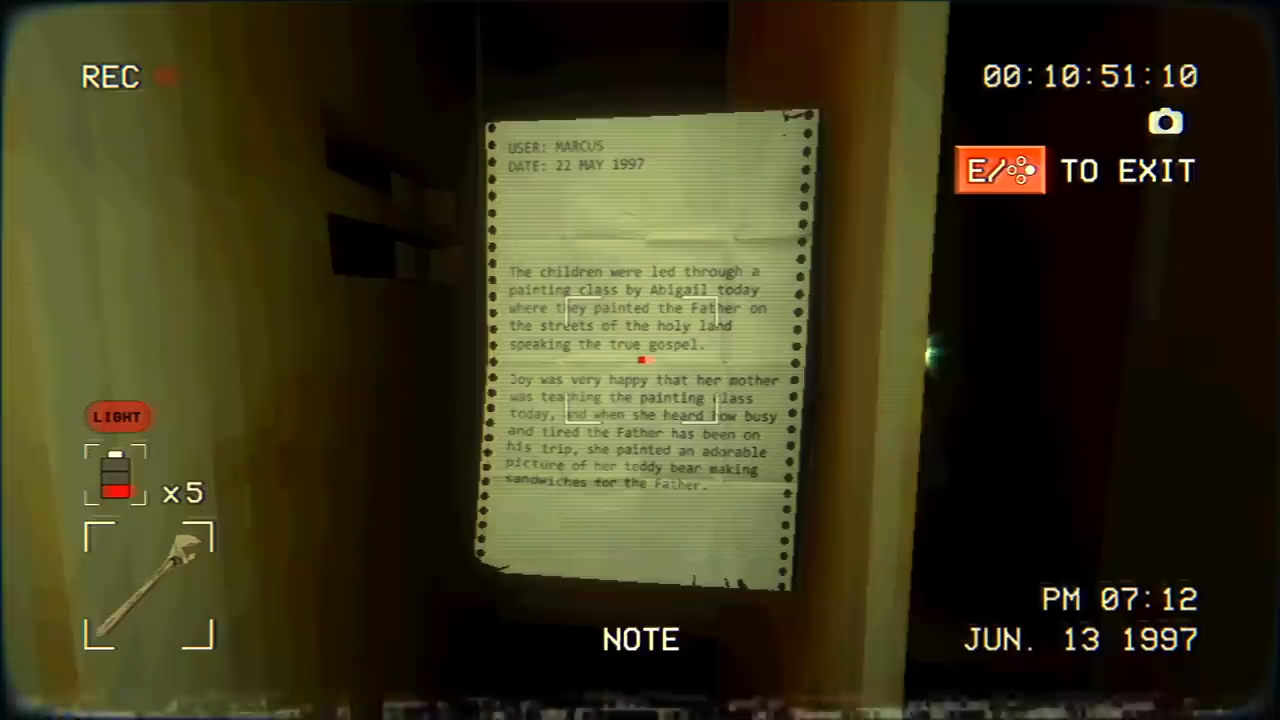 REC
00:10:51:10
E/ TO EXIT
USER: MARCUS
DATE: 22 MAY 1997
The children were led through a
painting class by Abigail today
where they painted the Father on
the streets of the holy land
speaking the true gospel.
Joy was very happy that her mother
was teaching the painting class
today, and when she heard how busy
and tired the Father has been on
his trip, she painted an adorable
picture of her teddy bear making
sandwiches for the Father.
LIGHT
x5
NOTE
PM 07:12
JUN. 13 1997